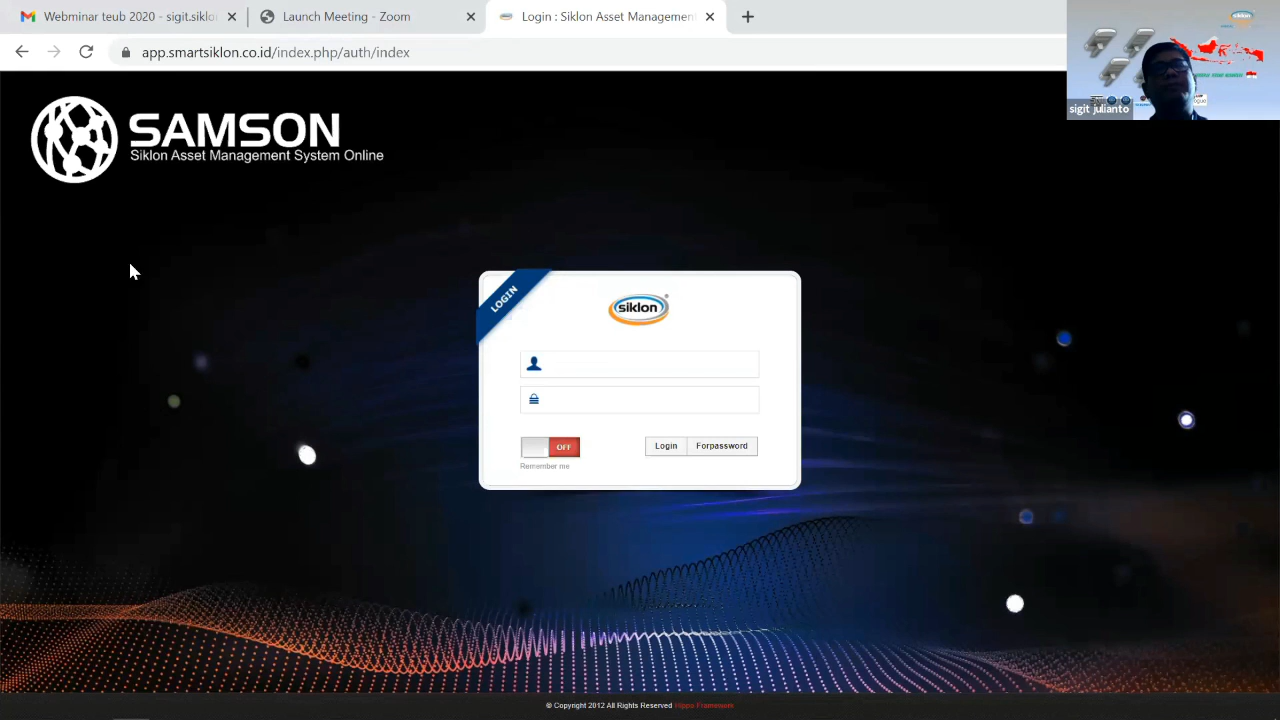 Webminar teub 2020 - sigit.siklo
Launch Meeting - Zoom
Login : Siklon Asset Management
app.smartsiklon.co.id/index.php/auth/index
sigit julianto
SAMSON
Siklon Asset Management System Online
LOGIN
siklon
OFF
Login
Forpassword
Remember me
© Copyright 2012 All Rights Reserved Hippo Framework